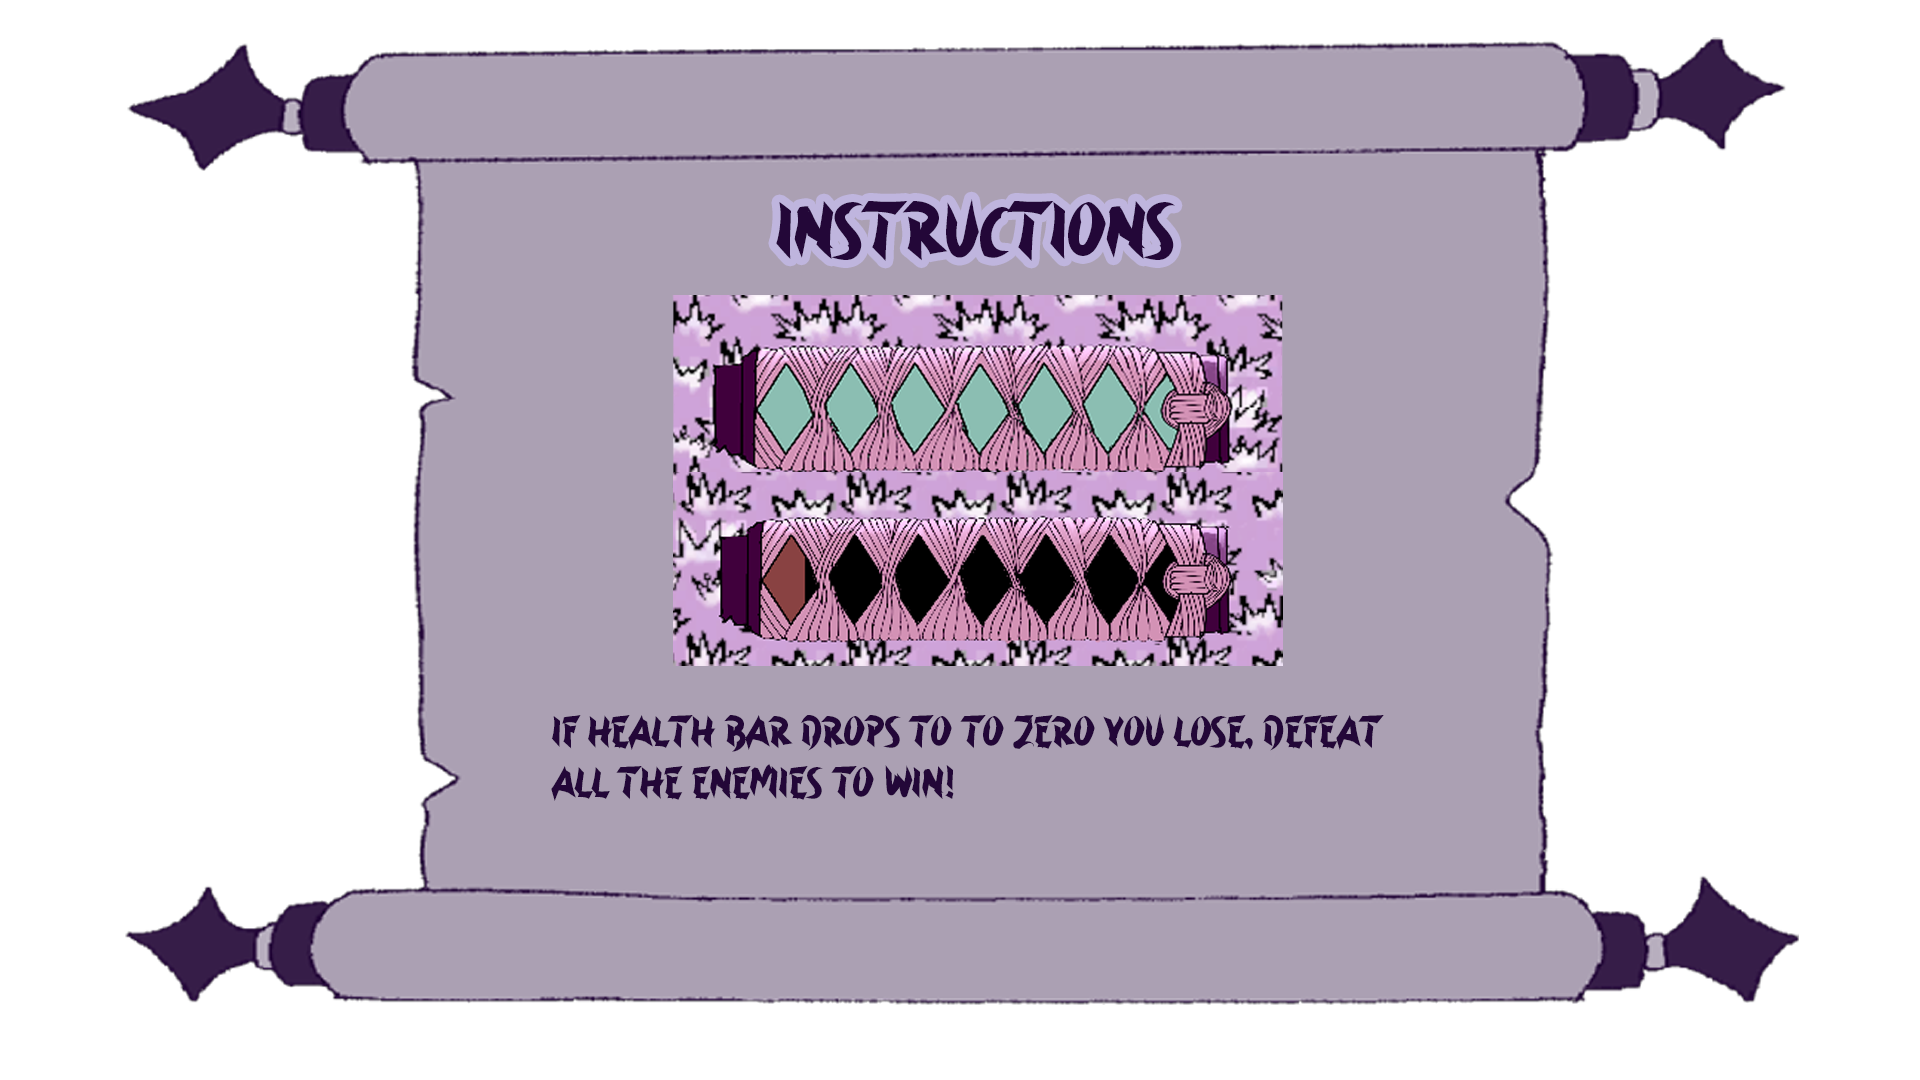 INSTRUCTIONS
IF HEALTH BAR DROPS TO TO ZERO YOU LOSE, DEFEAT
ALL THE ENEMIES TO WIN!